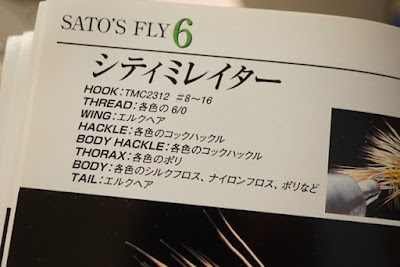 SATO'S FLY 6
シティミレイター
HOOK:TMC2312 #8〜16
THREAD:各色の 6/0
WING:エルクヘア
HACKLE:各色のコックハックル
BODY HACKLE:各色のコックハックル
THORAX:各色のポリ
BODY:各色のシルクフロス、ナイロンフロス、ポリなど
TAIL:エルクヘア